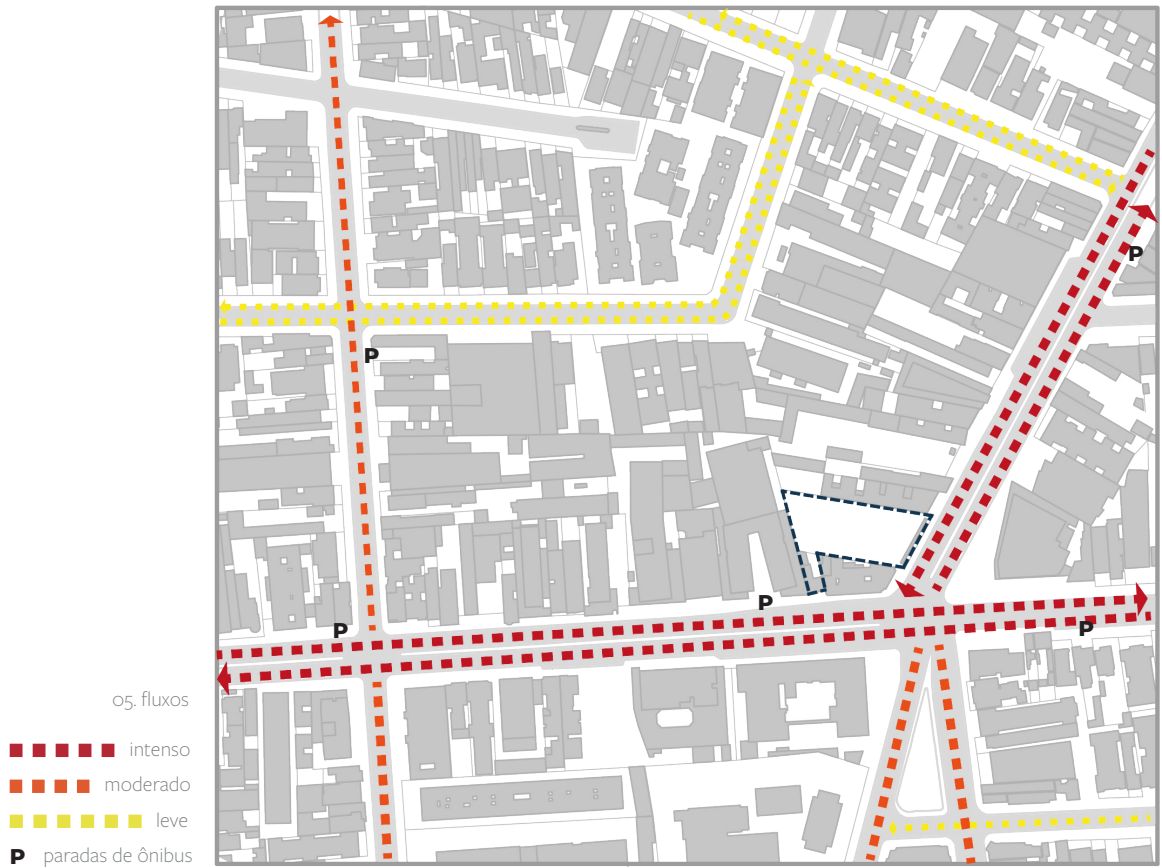 P
P
P
P
P
05. fluxos
intenso
moderado
leve
P paradas de ônibus